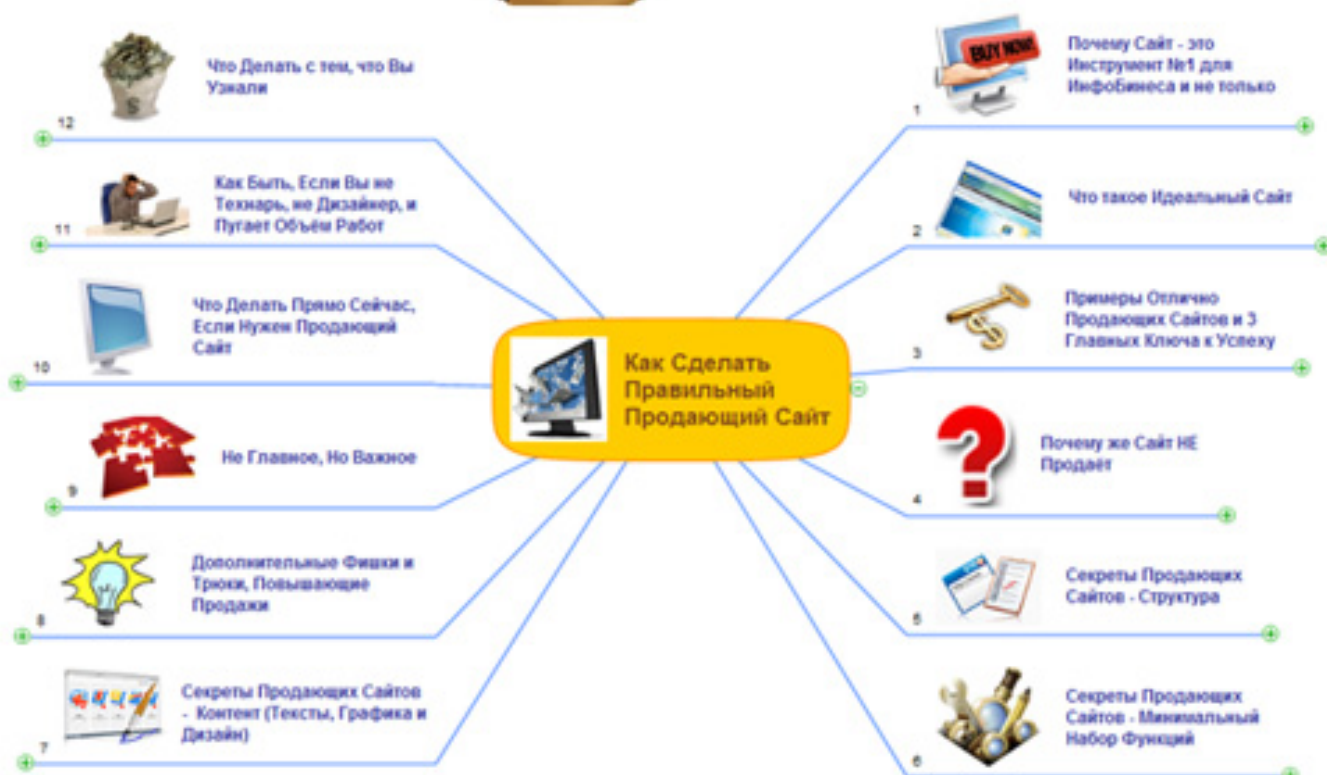 Как Сделать
Правильный
Продающий Сайт
1
BUY NOW!
Почему Сайт - это
Инструмент №1 для
ИнфоБинеса и не только
2
Что такое Идеальный Сайт
3
Примеры Отлично
Продающих Сайтов и 3
Главных Ключа к Успеху
4
Почему же Сайт НЕ
Продаёт
5
Секреты Продающих
Сайтов - Структура
6
Секреты Продающих
Сайтов - Минимальный
Набор Функций
7
Секреты Продающих Сайтов
- Контент (Тексты, Графика и
Дизайн)
8
Дополнительные Фишки и
Трюки, Повышающие
Продажи
9
Не Главное, Но Важное
10
Что Делать Прямо Сейчас,
Если Нужен Продающий
Сайт
11
Как Быть, Если Вы не
Технарь, не Дизайнер, и
Пугает Объём Работ
12
Что Делать с тем, что Вы
Узнали